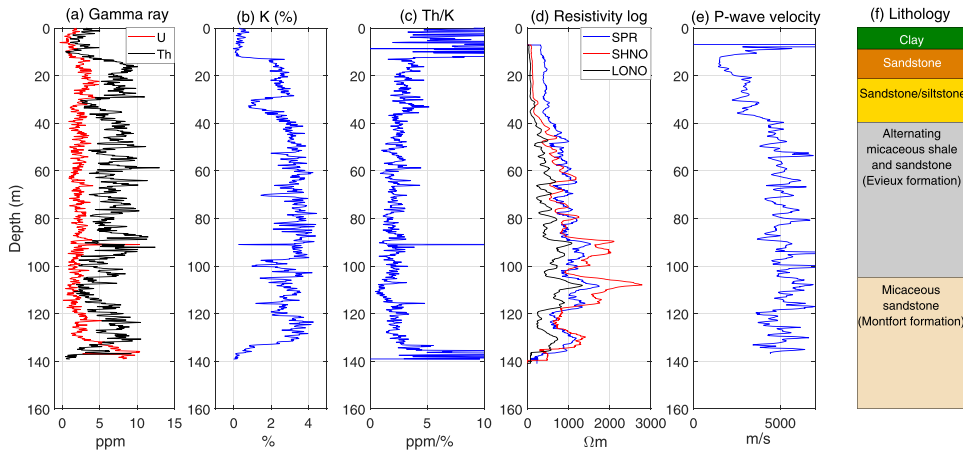 (a) Gamma ray
U
Th
0
20
40
60
80
100
120
140
160
Depth (m)
0 5 10 15
ppm
(b) K (%)
0
20
40
60
80
100
120
140
160
0 2 4
%
(c) Th/K
0
20
40
60
80
100
120
140
160
0 5 10
ppm/%
(d) Resistivity log
SPR
SHNO
LONO
0
20
40
60
80
100
120
140
160
0 1000 2000 3000
Ωm
(e) P-wave velocity
0
20
40
60
80
100
120
140
160
5000
m/s
(f) Lithology
Clay
Sandstone
Sandstone/siltstone
Alternating
micaceous shale
and sandstone
(Evieux formation)
Micaceous
sandstone
(Montfort formation)